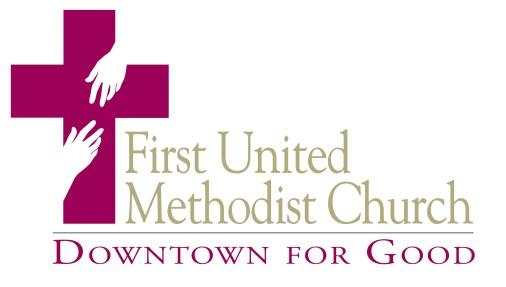 First United
Methodist Church
Downtown for Good